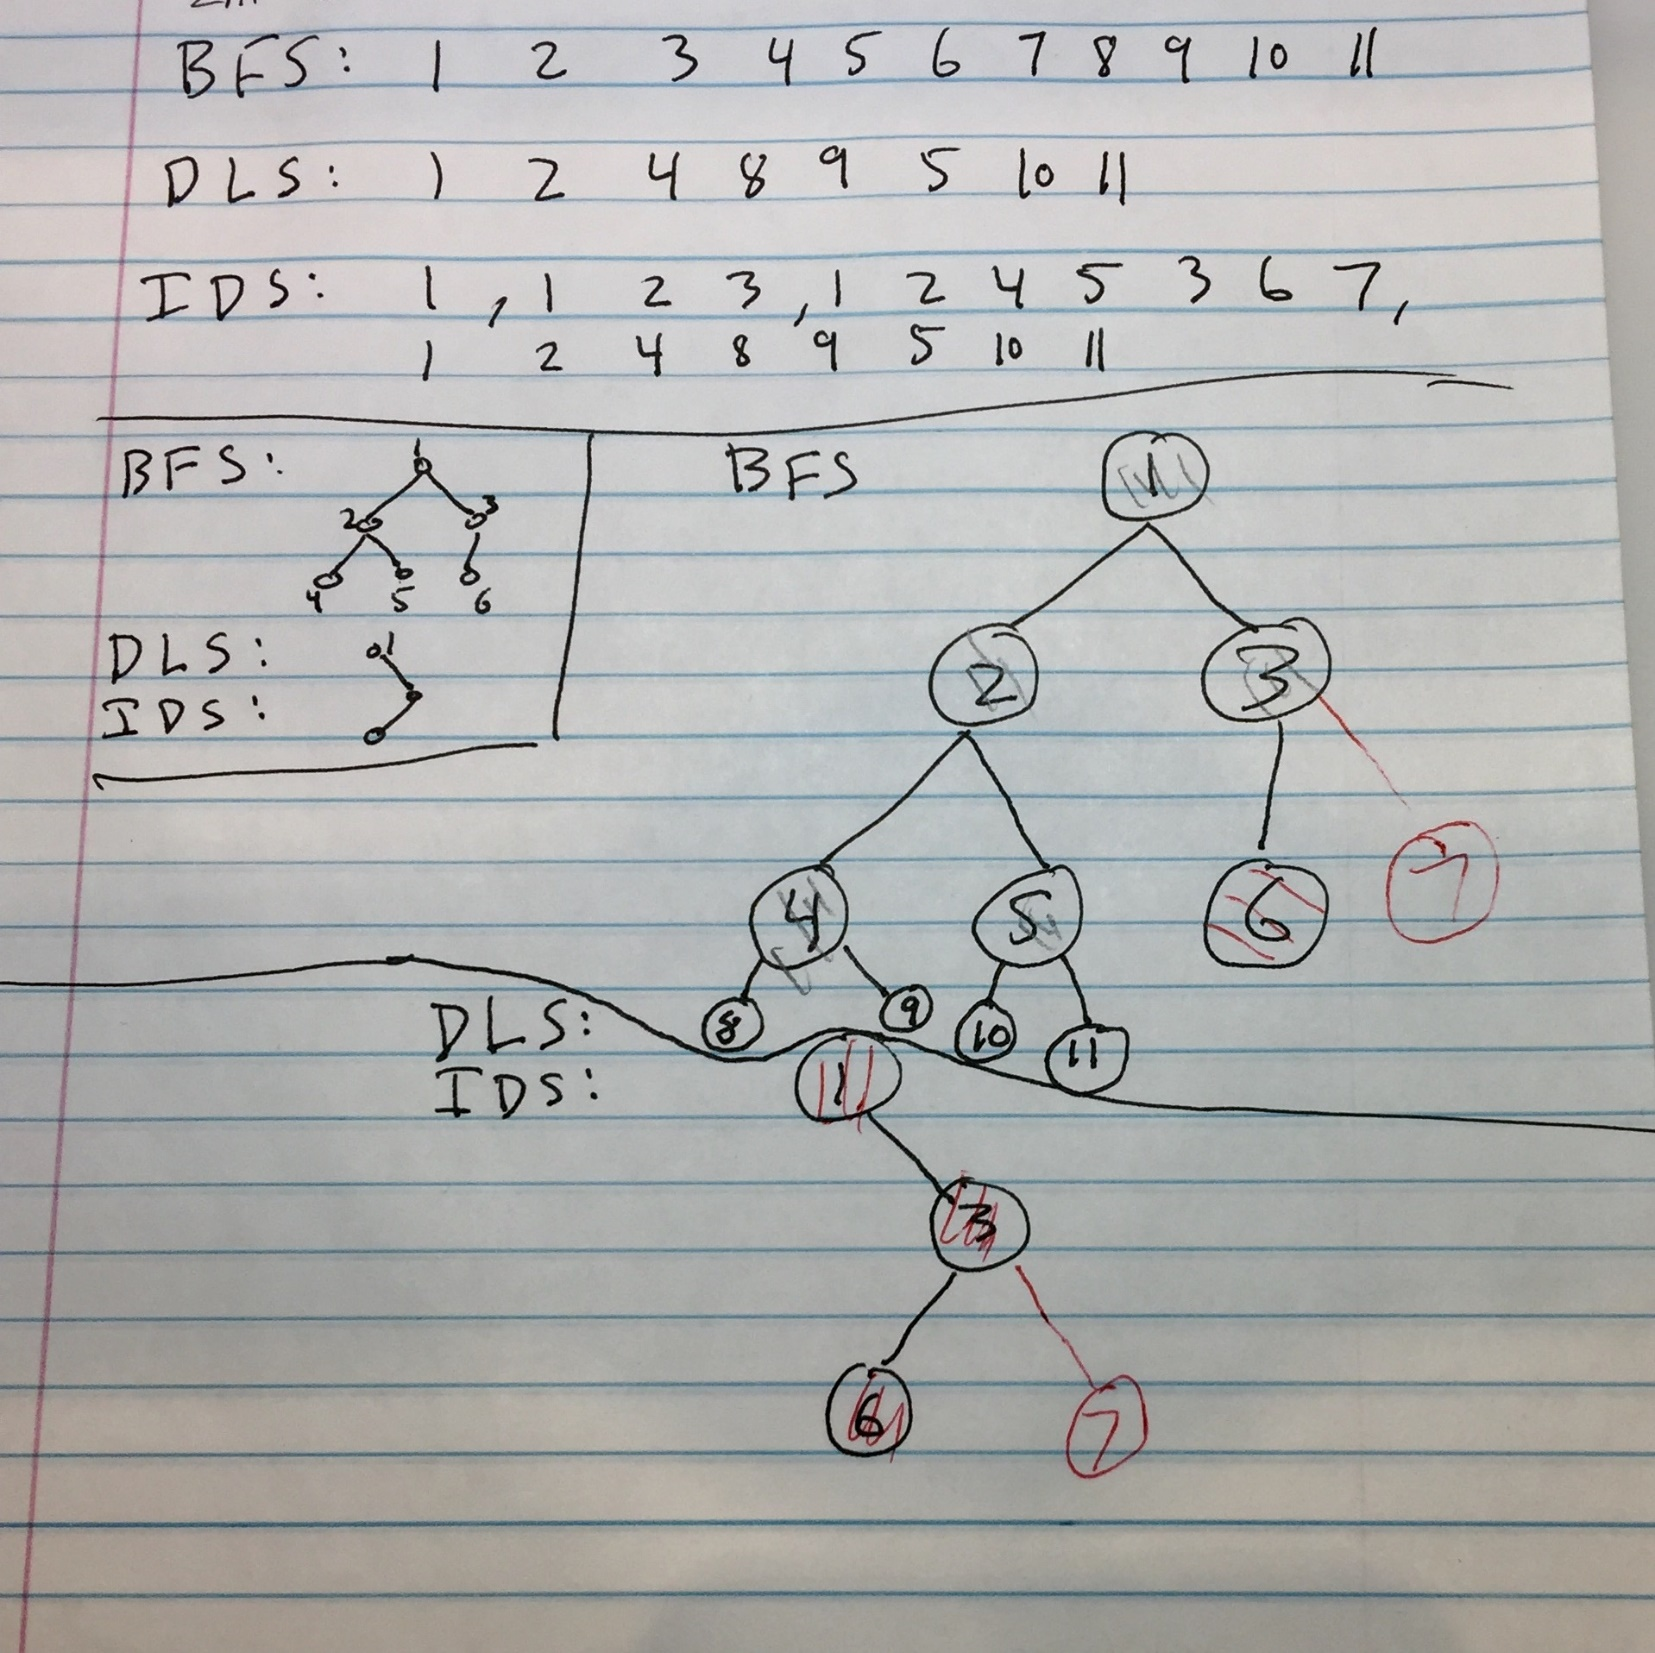 BFS: 1 2 3 4 5 6 7 8 9 10 11
DLS: 1 2 4 8 9 5 10 11
IDS: 1 , 1 2 3 , 1 2 4 5 3 6 7 ,
1 2 4 8 9 5 10 11
BFS:
1
2 3
4 5 6
DLS: 1
IDS:
BFS
1
2 3
4 5 6 7
8 9 10 11
DLS:
IDS:
1
3
6 7